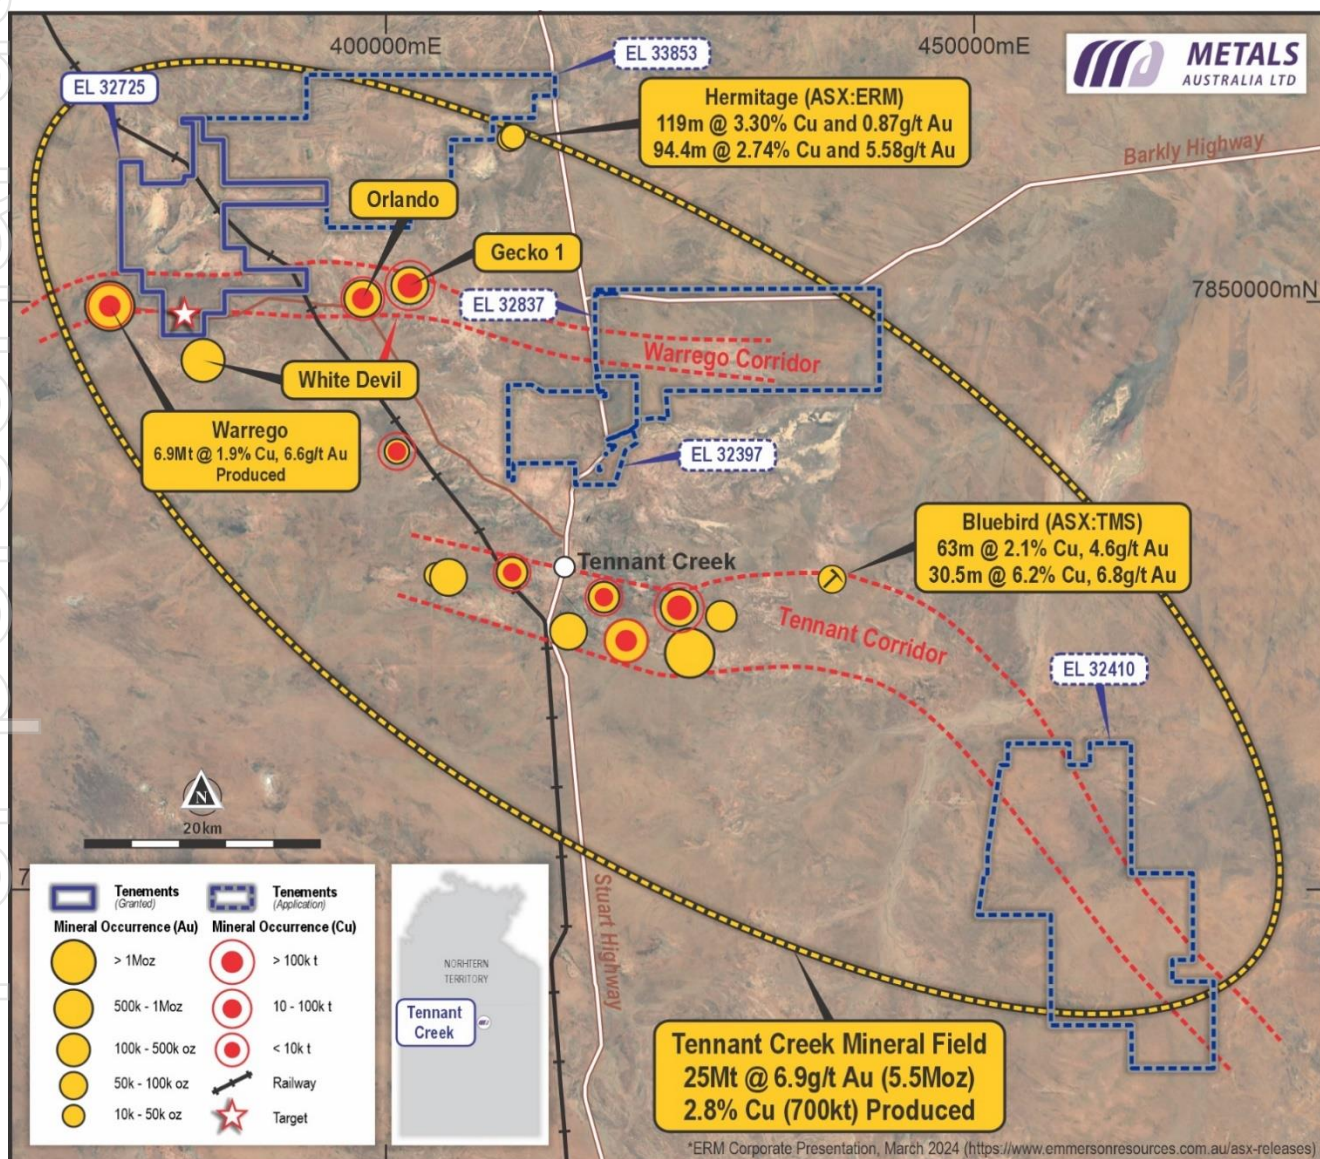 400000mE
450000mE
METALS
AUSTRALIA LTD
EL 33853
EL 32725
Hermitage (ASX:ERM)
119m @ 3.30% Cu and 0.87g/t Au
94.4m @ 2.74% Cu and 5.58g/t Au
Barkly Highway
Orlando
Gecko 1
EL 32837
7850000mN
Warrego Corridor
White Devil
Warrego
6.9Mt @ 1.9% Cu, 6.6g/t Au
Produced
EL 32397
Bluebird (ASX:TMS)
63m @ 2.1% Cu, 4.6g/t Au
30.5m @ 6.2% Cu, 6.8g/t Au
Tennant Creek
Tennant Corridor
EL 32410
N
20km
7
Stuart Highway
Tenements
(Granted)
Tenements
(Application)
Mineral Occurrence (Au)
Mineral Occurrence (Cu)
> 1Moz
> 100k t
500k - 1Moz
10 - 100k t
100k - 500k oz
< 10k t
50k - 100k oz
Railway
10k - 50k oz
Target
NORHTERN
TERRITORY
Tennant
Creek
Tennant Creek Mineral Field
25Mt @ 6.9g/t Au (5.5Moz)
2.8% Cu (700kt) Produced
*ERM Corporate Presentation, March 2024 (https://www.emmersonresources.com.au/asx-releases)